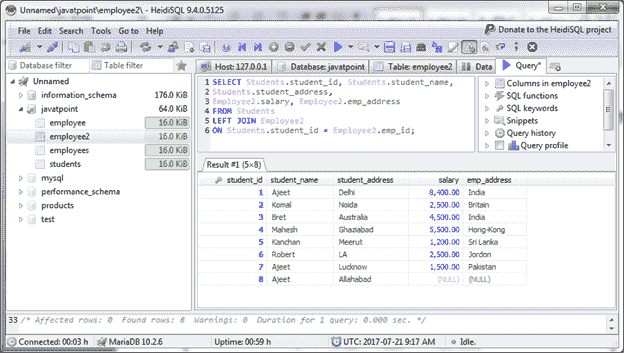 Unnamed\javatpoint\employee2\ - HeidiSQL 9.4.0.5125
File Edit Search Tools Go to Help
Donate to the HeidiSQL project
Database filter Table filter
Host: 127.0.0.1 Database: javatpoint Table: employee2 Data Query*
Unnamed
information_schema 176.0 KiB
javatpoint 64.0 KiB
employee 16.0 KiB
employee2 16.0 KiB
employees 16.0 KiB
students 16.0 KiB
mysql
performance_schema
products
test
1 SELECT Students.student_id, Students.student_name,
2 Students.student_address,
3 Employee2.salary, Employee2.emp_address
4 FROM Students
5 LEFT JOIN Employee2
6 ON Students.student_id = Employee2.emp_id;
Columns in employee2
SQL functions
SQL keywords
Snippets
Query history
Query profile
Result #1 (5×8)
student_id student_name student_address salary emp_address
1 Ajeet Delhi 8,400.00 India
2 Komal Noida 2,500.00 Britain
3 Bret Australia 4,500.00 India
4 Mahesh Ghaziabad 5,500.00 Hong-Kong
5 Kanchan Meerut 1,200.00 Sri Lanka
6 Robert LA 2,500.00 Jordon
7 Ajeet Lucknow 1,500.00 Pakistan
8 Ajeet Allahabad (NULL) (NULL)
33 /* Affected rows: 0 Found rows: 8 Warnings: 0 Duration for 1 query: 0.000 sec. */
Connected: 00:03 h MariaDB 10.2.6 Uptime: 00:59 h UTC: 2017-07-21 9:17 AM Idle.